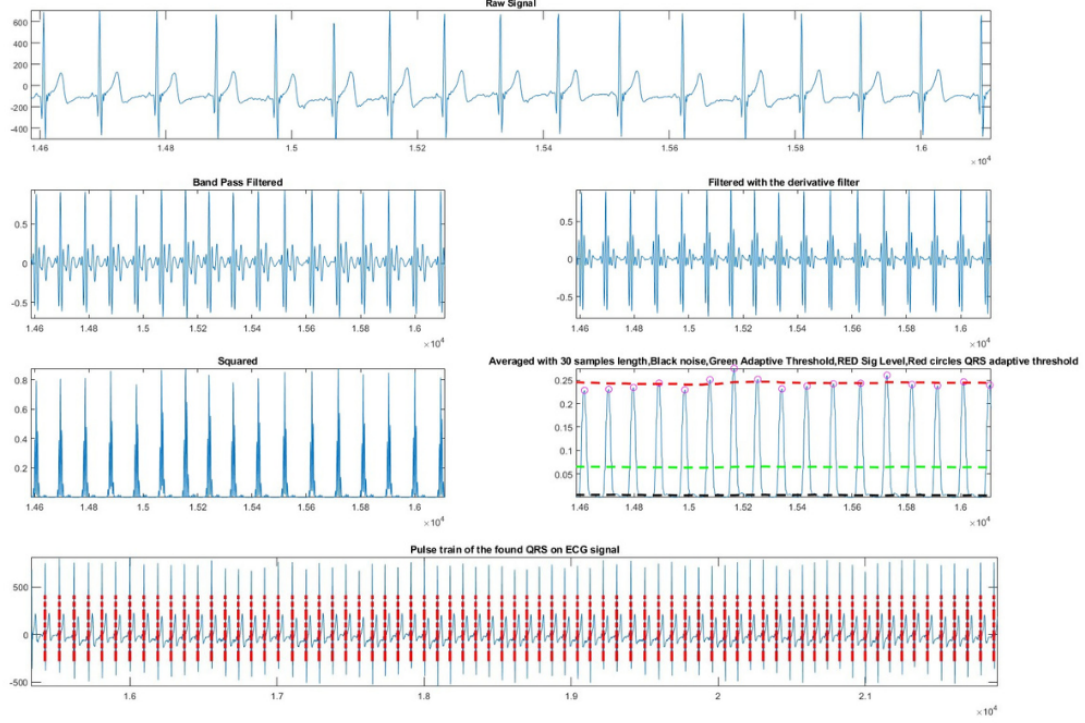 Raw Signal
600
400
200
0
-200
-400
1.46 1.48 1.5 1.52 1.54 1.56 1.58 1.6
×10⁴
Band Pass Filtered
0.5
0
-0.5
1.46 1.48 1.5 1.52 1.54 1.56 1.58 1.6
×10⁴
Filtered with the derivative filter
0.5
0
-0.5
1.46 1.48 1.5 1.52 1.54 1.56 1.58 1.6
×10⁴
Squared
0.8
0.6
0.4
0.2
1.46 1.48 1.5 1.52 1.54 1.56 1.58 1.6
×10⁴
Averaged with 30 samples length,Black noise,Green Adaptive Threshold,RED Sig Level,Red circles QRS adaptive threshold
0.25
0.2
0.15
0.1
0.05
1.46 1.48 1.5 1.52 1.54 1.56 1.58 1.6
×10⁴
Pulse train of the found QRS on ECG signal
500
0
-500
1.6 1.7 1.8 1.9 2 2.1
×10⁴